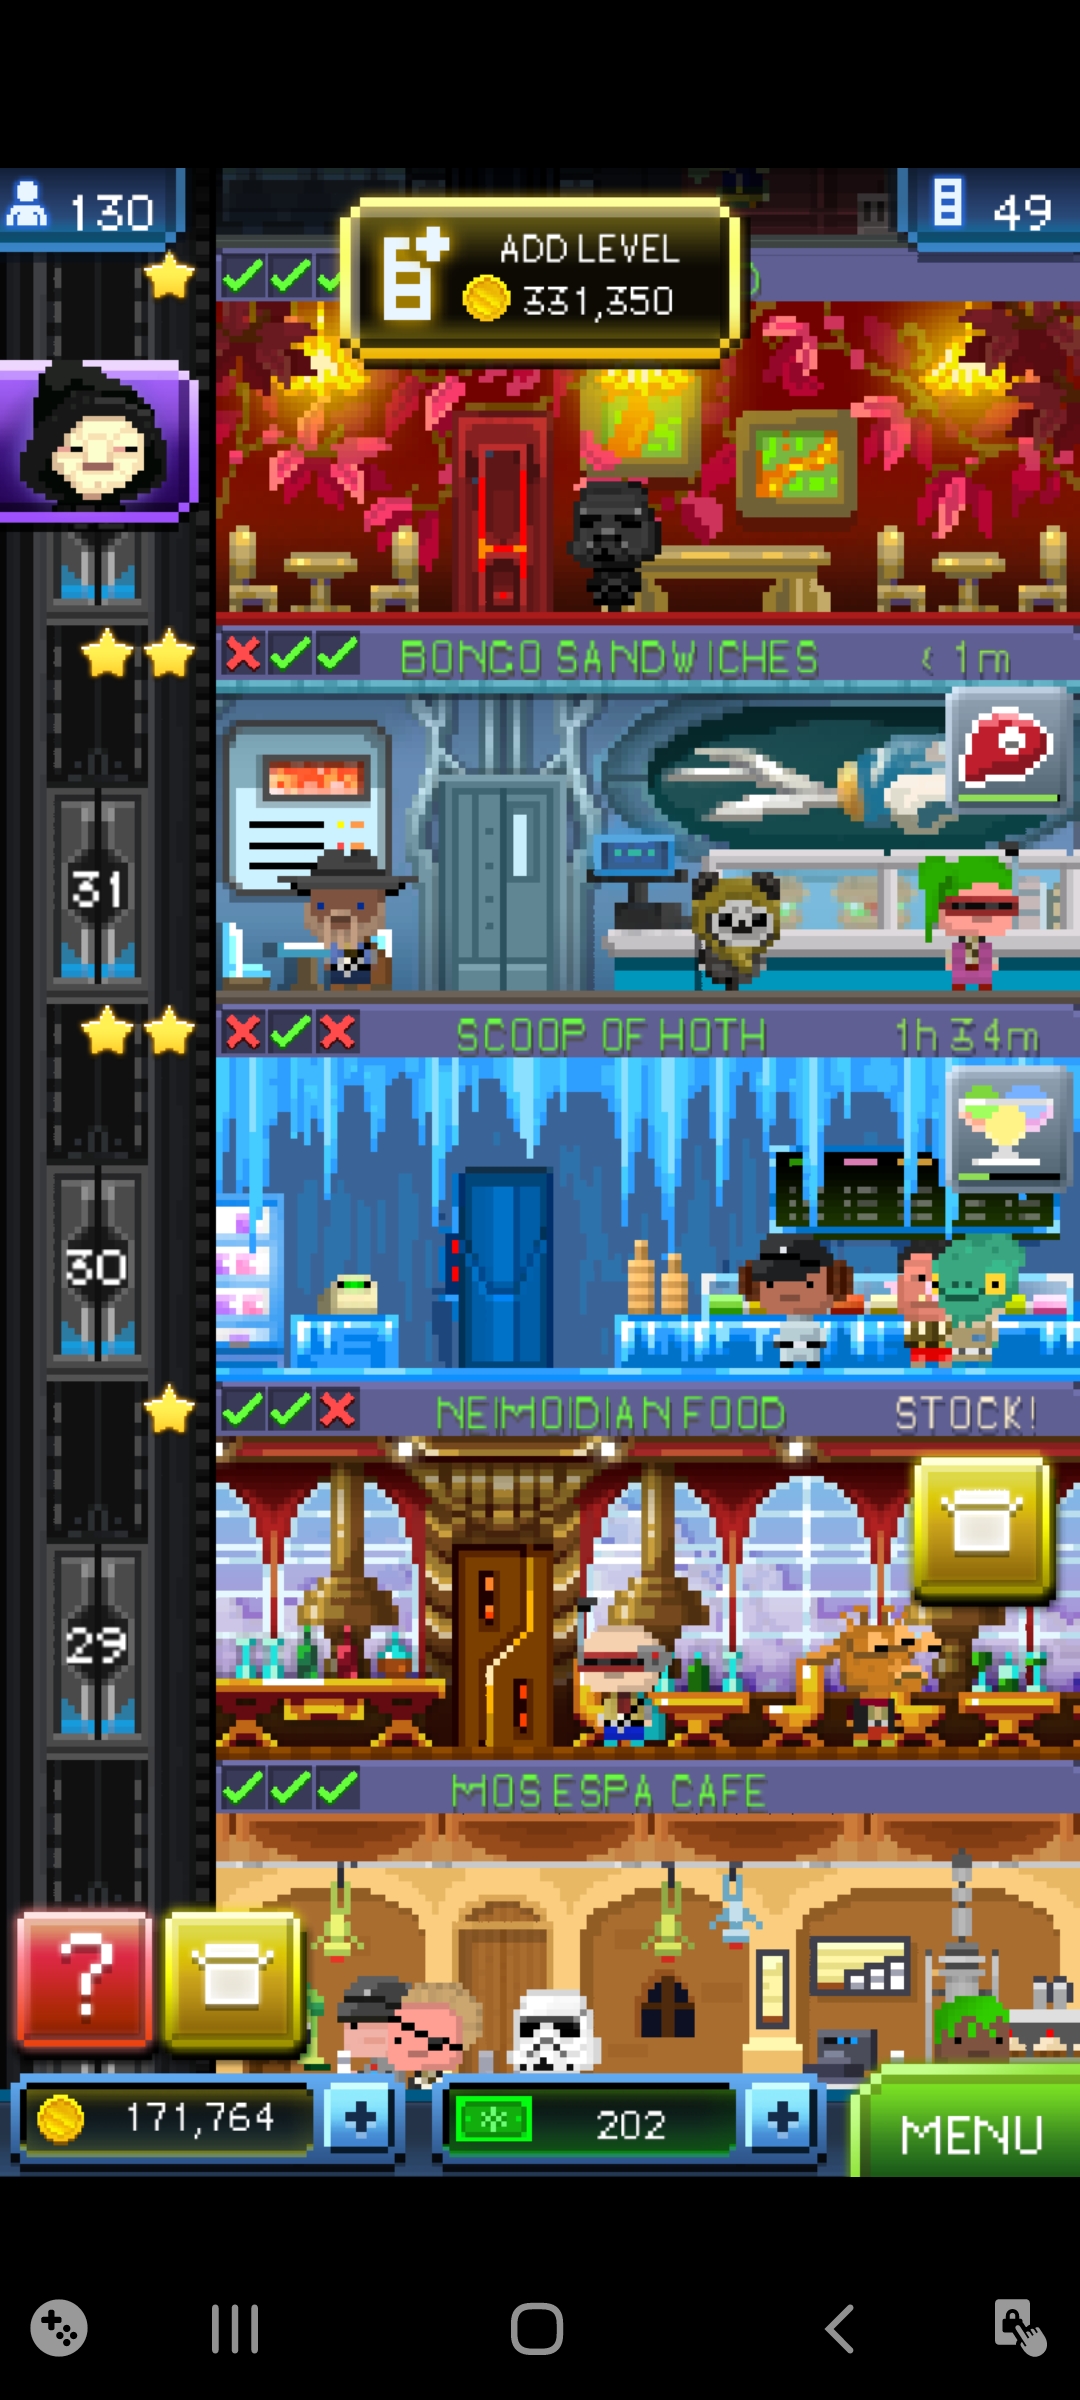 130
49
ADD LEVEL
331,350
BONGO SANDWICHES < 1m
31
SCOOP OF HOTH 1h 34m
30
NEIMOIDIAN FOOD STOCK!
29
MOS ESPA CAFE
?
171,764
202
MENU